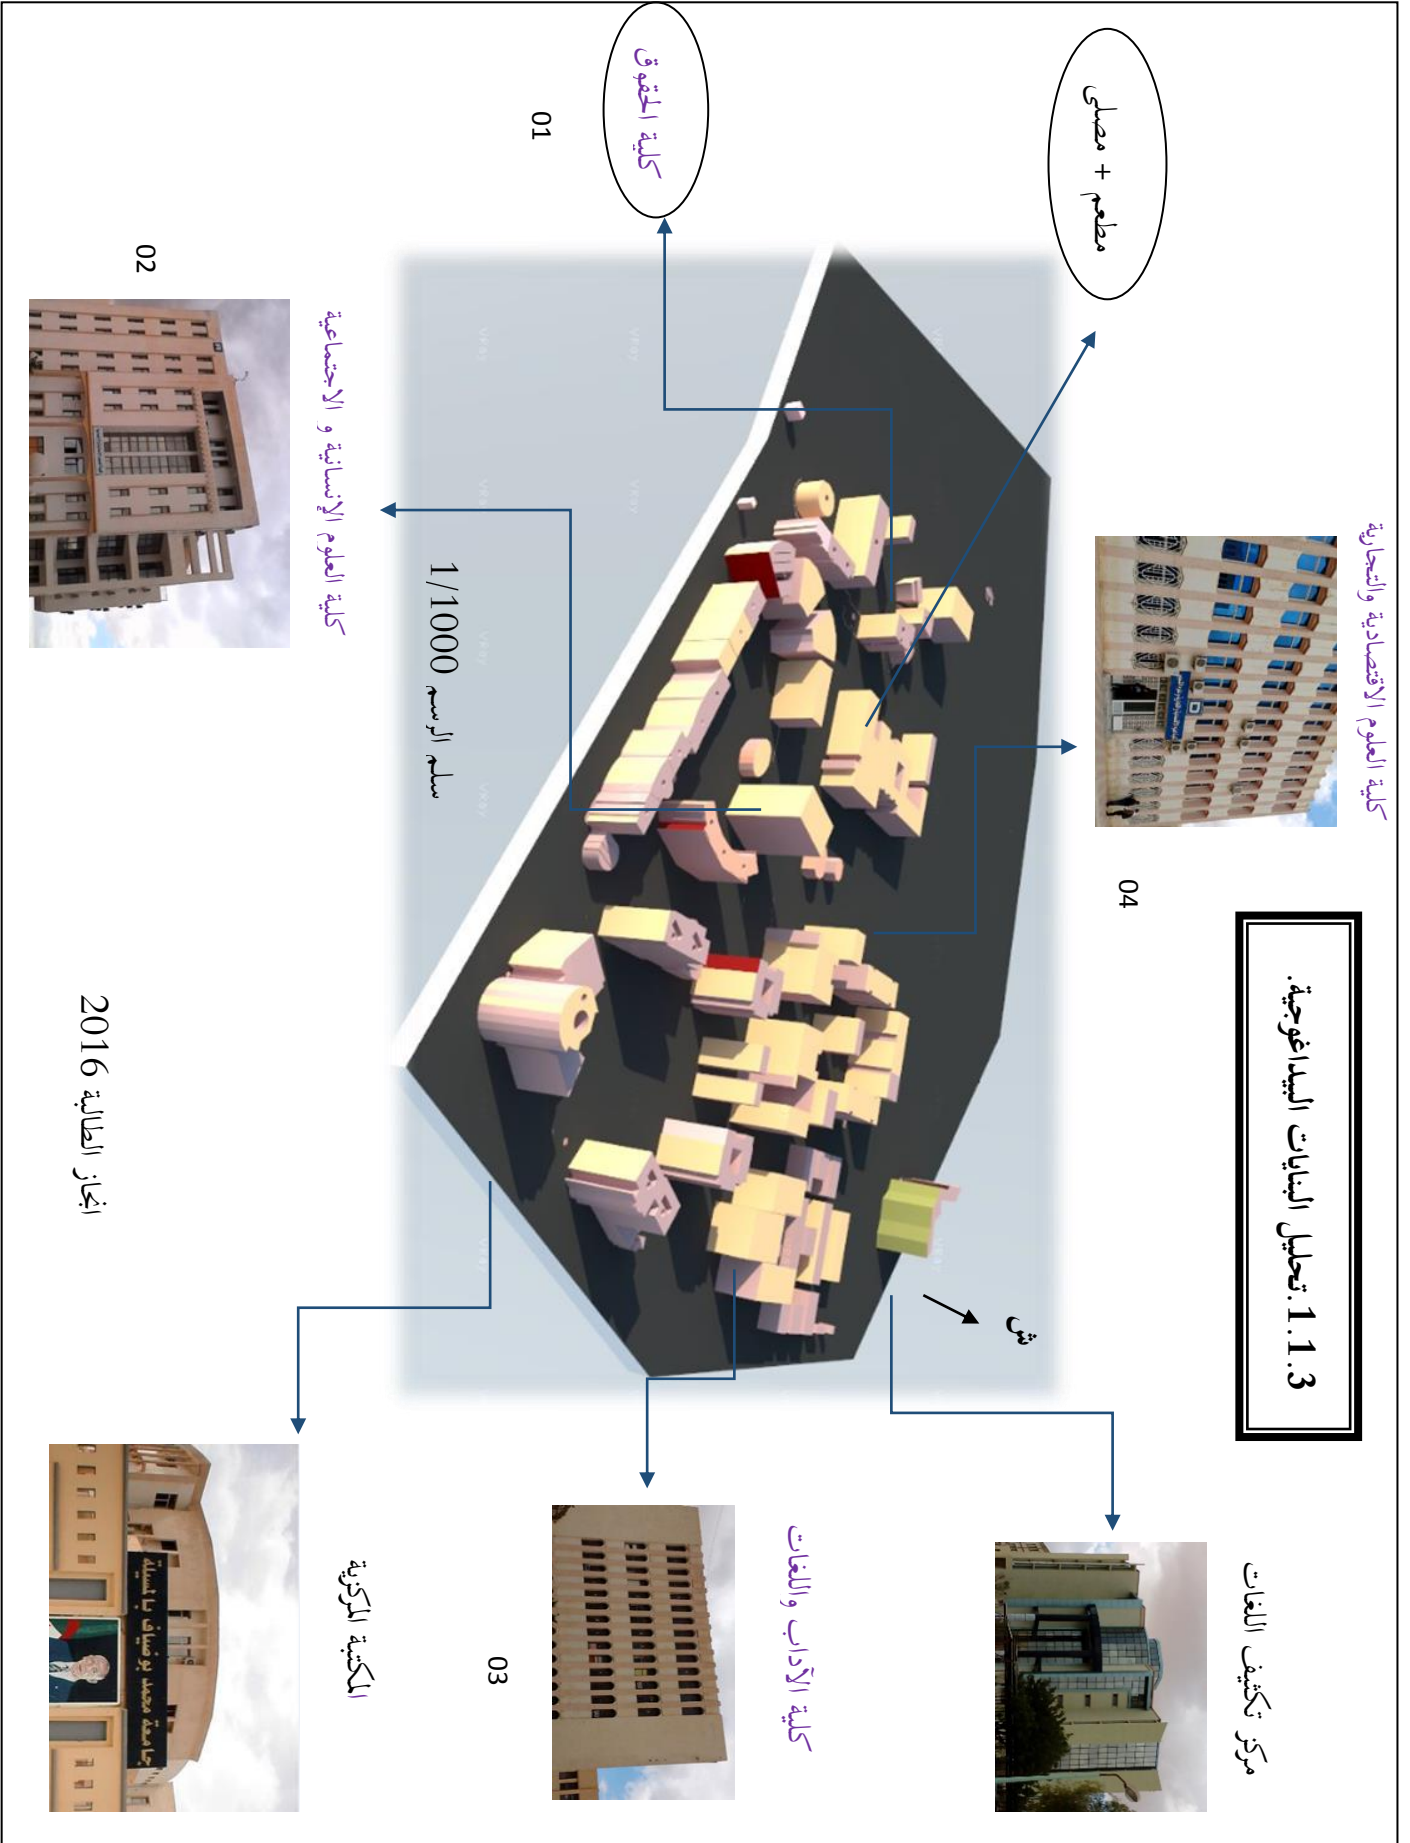 3.1.1.تحليل البنايات البيداغوجية.
مطعم + مصلى
كلية العلوم الاقتصادية والتجارية
04
مركز تكثيف اللغات
كلية الحقوق
01
ش
كلية الآداب واللغات
03
كلية العلوم الإنسانية و الاجتماعية
02
سلم الرسم 1/1000
المكتبة المركزية
جامعة محمد بوضياف بالمسيلة
انجاز الطالبة 2016